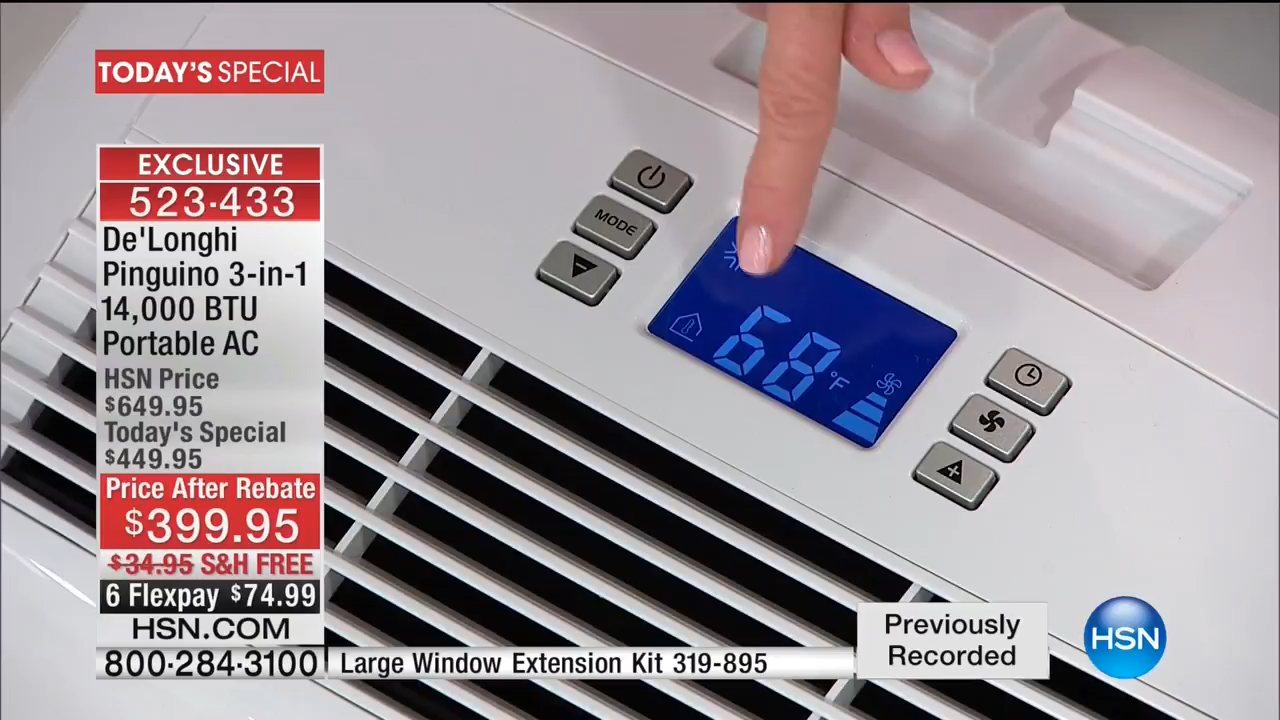 TODAY'S SPECIAL
EXCLUSIVE
523·433
De'Longhi
Pinguino 3-in-1
14,000 BTU
Portable AC
HSN Price
$649.95
Today's Special
$449.95
Price After Rebate
$399.95
$34.95 S&H FREE
6 Flexpay $74.99
HSN.COM
800·284·3100
Large Window Extension Kit 319-895
MODE
68°F
Previously
Recorded
HSN